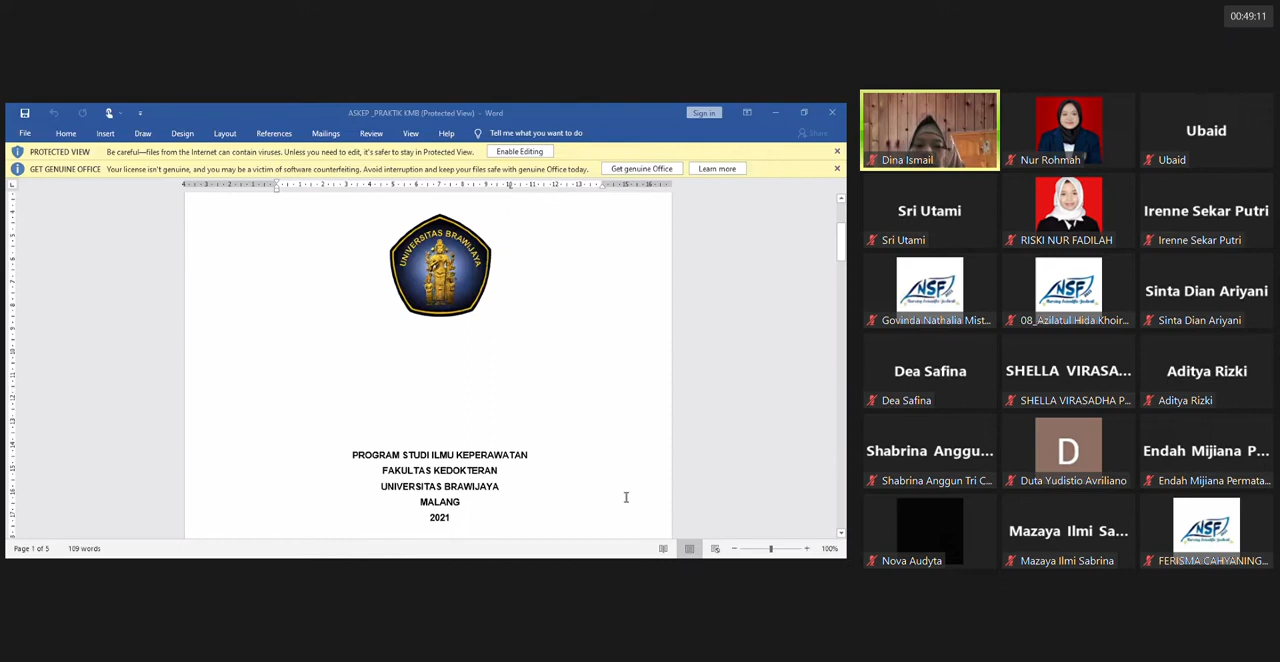 00:49:11
ASKEP_PRAKTIK KMB (Protected View) - Word
Sign in
File Home Insert Draw Design Layout References Mailings Review View Help Tell me what you want to do Share
PROTECTED VIEW Be careful—files from the Internet can contain viruses. Unless you need to edit, it's safer to stay in Protected View. Enable Editing
GET GENUINE OFFICE Your license isn't genuine, and you may be a victim of software counterfeiting. Avoid interruption and keep your files safe with genuine Office today. Get genuine Office Learn more
UNIVERSITAS BRAWIJAYA
PROGRAM STUDI ILMU KEPERAWATAN
FAKULTAS KEDOKTERAN
UNIVERSITAS BRAWIJAYA
MALANG
2021
Page 1 of 5 109 words
100%
Dina Ismail
Nur Rohmah
Ubaid
Ubaid
Sri Utami
Sri Utami
RISKI NUR FADILAH
Irenne Sekar Putri
Irenne Sekar Putri
NSF
Govinda Nathalia Mist...
NSF
08_Azilatul Hida Khoir...
Sinta Dian Ariyani
Sinta Dian Ariyani
Dea Safina
Dea Safina
SHELLA VIRASA...
SHELLA VIRASADHA P...
Aditya Rizki
Aditya Rizki
Shabrina Anggu...
Shabrina Anggun Tri C...
D
Duta Yudistio Avriliano
Endah Mijiana P...
Endah Mijiana Permata...
Nova Audyta
Mazaya Ilmi Sa...
Mazaya Ilmi Sabrina
NSF
FERISMA CAHYANING...